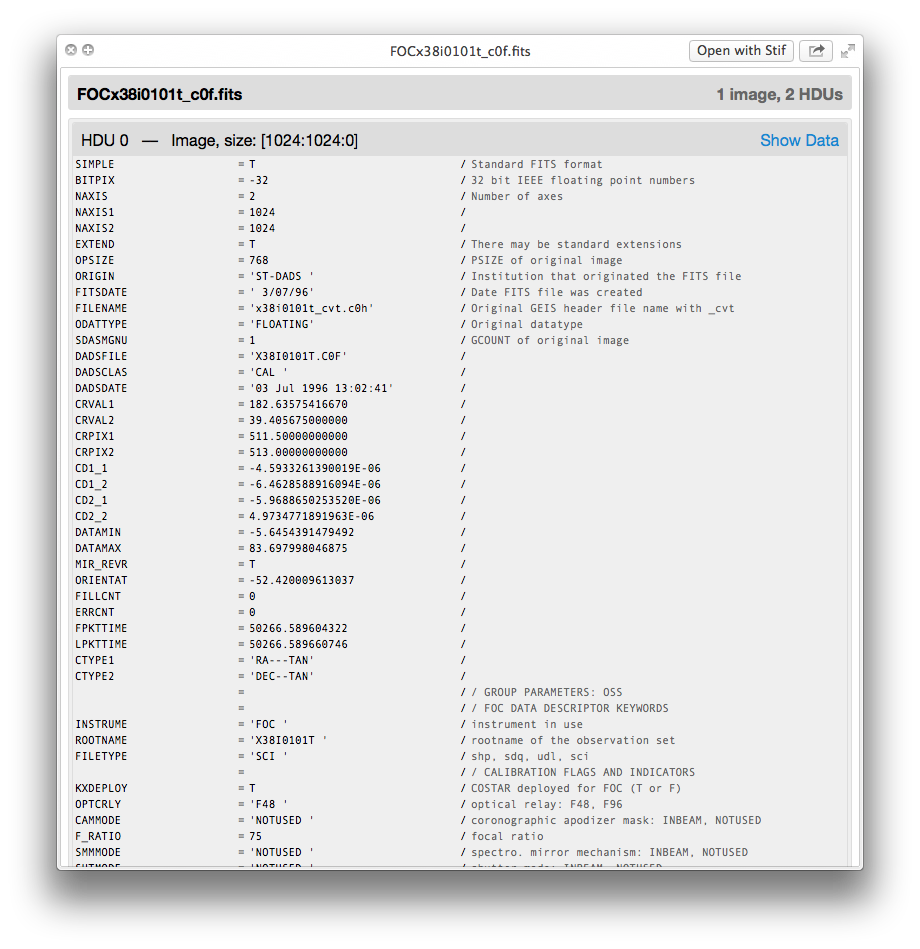 FOCx38i0101t_c0f.fits Open with Stif
FOCx38i0101t_c0f.fits 1 image, 2 HDUs
HDU 0 — Image, size: [1024:1024:0] Show Data
SIMPLE = T / Standard FITS format
BITPIX = -32 / 32 bit IEEE floating point numbers
NAXIS = 2 / Number of axes
NAXIS1 = 1024 /
NAXIS2 = 1024 /
EXTEND = T / There may be standard extensions
OPSIZE = 768 / PSIZE of original image
ORIGIN = 'ST-DADS ' / Institution that originated the FITS file
FITSDATE = ' 3/07/96' / Date FITS file was created
FILENAME = 'x38i0101t_cvt.c0h' / Original GEIS header file name with _cvt
ODATTYPE = 'FLOATING' / Original datatype
SDASMGNU = 1 / GCOUNT of original image
DADSFILE = 'X38I0101T.C0F' /
DADSCLAS = 'CAL ' /
DADSDATE = '03 Jul 1996 13:02:41' /
CRVAL1 = 182.63575416670 /
CRVAL2 = 39.405675000000 /
CRPIX1 = 511.50000000000 /
CRPIX2 = 513.00000000000 /
CD1_1 = -4.5933261390019E-06 /
CD1_2 = -6.4628588916094E-06 /
CD2_1 = -5.9688650253520E-06 /
CD2_2 = 4.9734771891963E-06 /
DATAMIN = -5.6454391479492 /
DATAMAX = 83.697998046875 /
MIR_REVR = T /
ORIENTAT = -52.420009613037 /
FILLCNT = 0 /
ERRCNT = 0 /
FPKTTIME = 50266.589604322 /
LPKTTIME = 50266.589660746 /
CTYPE1 = 'RA---TAN' /
CTYPE2 = 'DEC--TAN' /
= / / GROUP PARAMETERS: OSS
= / / FOC DATA DESCRIPTOR KEYWORDS
INSTRUME = 'FOC ' / instrument in use
ROOTNAME = 'X38I0101T ' / rootname of the observation set
FILETYPE = 'SCI ' / shp, sdq, udl, sci
= / / CALIBRATION FLAGS AND INDICATORS
KXDEPLOY = T / COSTAR deployed for FOC (T or F)
OPTCRLY = 'F48 ' / optical relay: F48, F96
CAMMODE = 'NOTUSED ' / coronographic apodizer mask: INBEAM, NOTUSED
F_RATIO = 75 / focal ratio
SMMMODE = 'NOTUSED ' / spectro. mirror mechanism: INBEAM, NOTUSED
SHTMODE = 'NOTUSED ' / shutter mode: INBEAM, NOTUSED